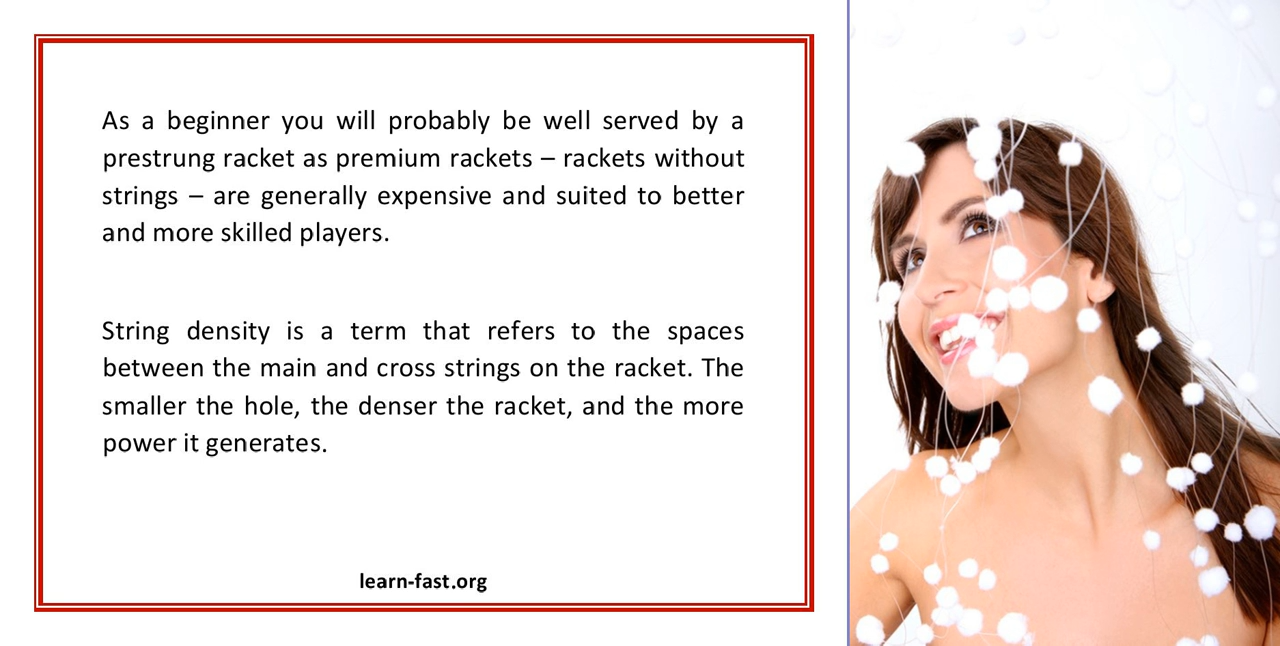 As a beginner you will probably be well served by a
prestrung racket as premium rackets – rackets without
strings – are generally expensive and suited to better
and more skilled players.
String density is a term that refers to the spaces
between the main and cross strings on the racket. The
smaller the hole, the denser the racket, and the more
power it generates.
learn-fast.org